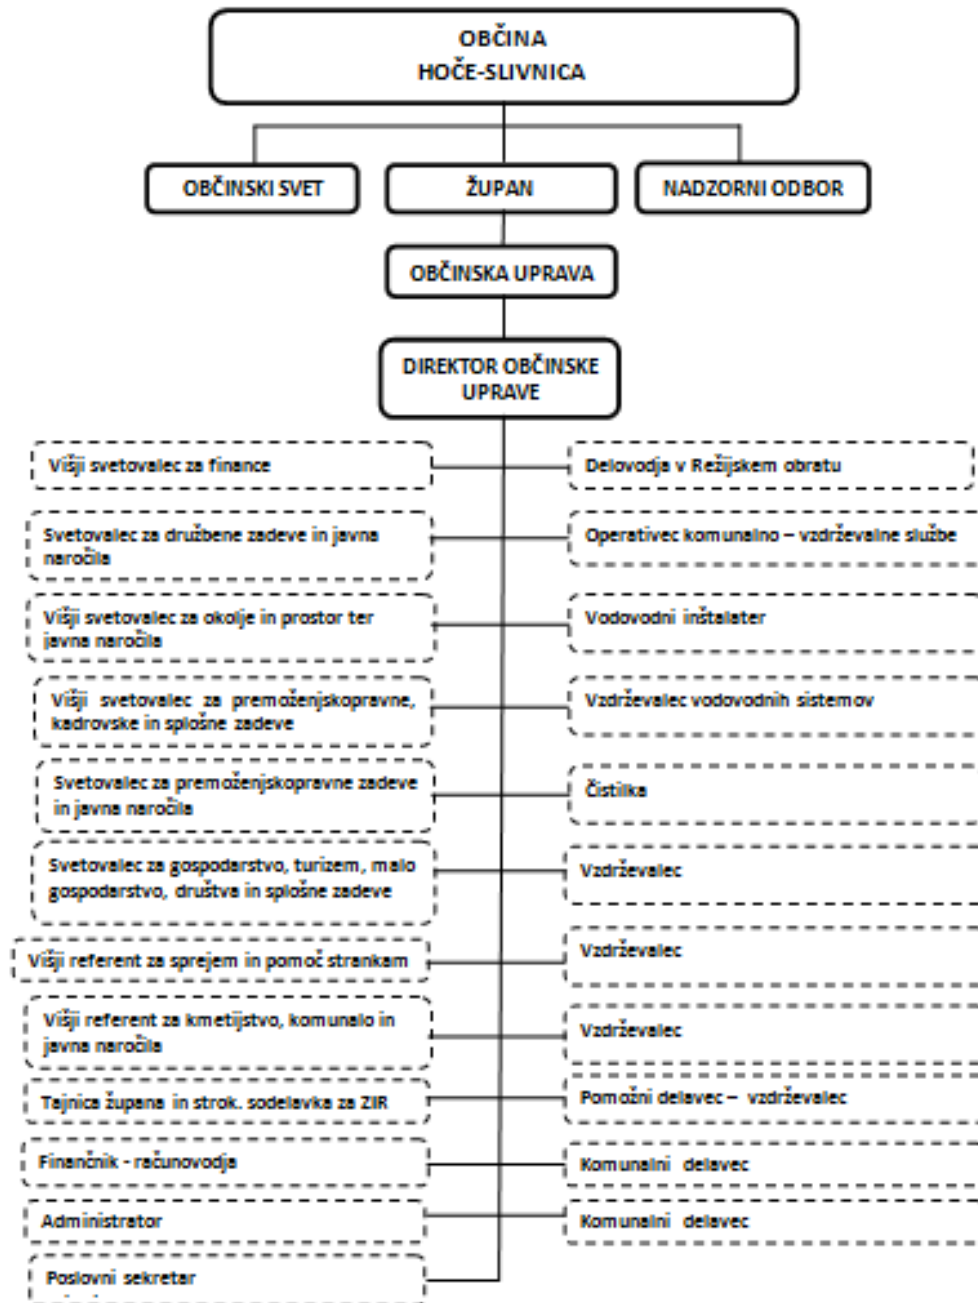 OBČINA
HOČE-SLIVNICA
OBČINSKI SVET
ŽUPAN
NADZORNI ODBOR
OBČINSKA UPRAVA
DIREKTOR OBČINSKE
UPRAVE
Višji svetovalec za finance
Delovodja v Režijskem obratu
Svetovalec za družbene zadeve in javna
naročila
Operativec komunalno – vzdrževalne službe
Višji svetovalec za okolje in prostor ter
javna naročila
Vodovodni inštalater
Višji svetovalec za premoženjskopravne,
kadrovske in splošne zadeve
Vzdrževalec vodovodnih sistemov
Svetovalec za premoženjskopravne zadeve
in javna naročila
Čistilka
Svetovalec za gospodarstvo, turizem, malo
gospodarstvo, društva in splošne zadeve
Vzdrževalec
Višji referent za sprejem in pomoč strankam
Vzdrževalec
Višji referent za kmetijstvo, komunalo in
javna naročila
Vzdrževalec
Tajnica župana in strok. sodelavka za ZIR
Pomožni delavec – vzdrževalec
Finančnik - računovodja
Komunalni delavec
Administrator
Komunalni delavec
Poslovni sekretar